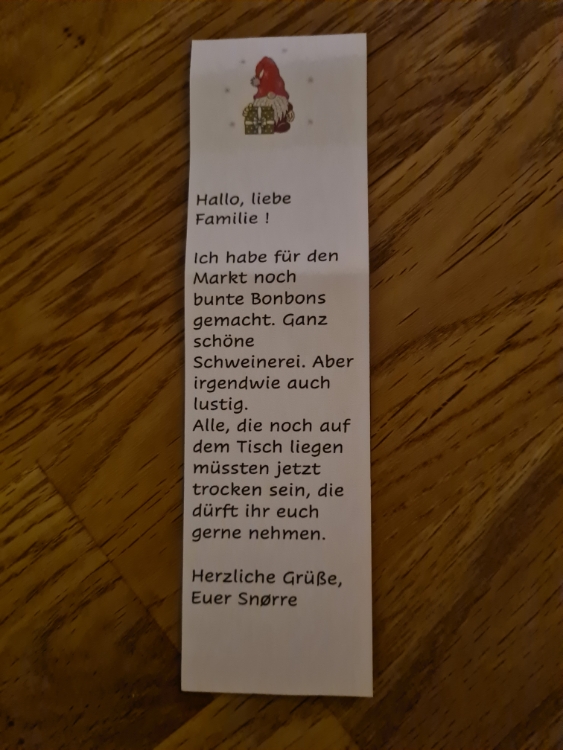 Hallo, liebe
Familie !
Ich habe für den
Markt noch
bunte Bonbons
gemacht. Ganz
schöne
Schweinerei. Aber
irgendwie auch
lustig.
Alle, die noch auf
dem Tisch liegen
müssten jetzt
trocken sein, die
dürft ihr euch
gerne nehmen.
Herzliche Grüße,
Euer Snørre